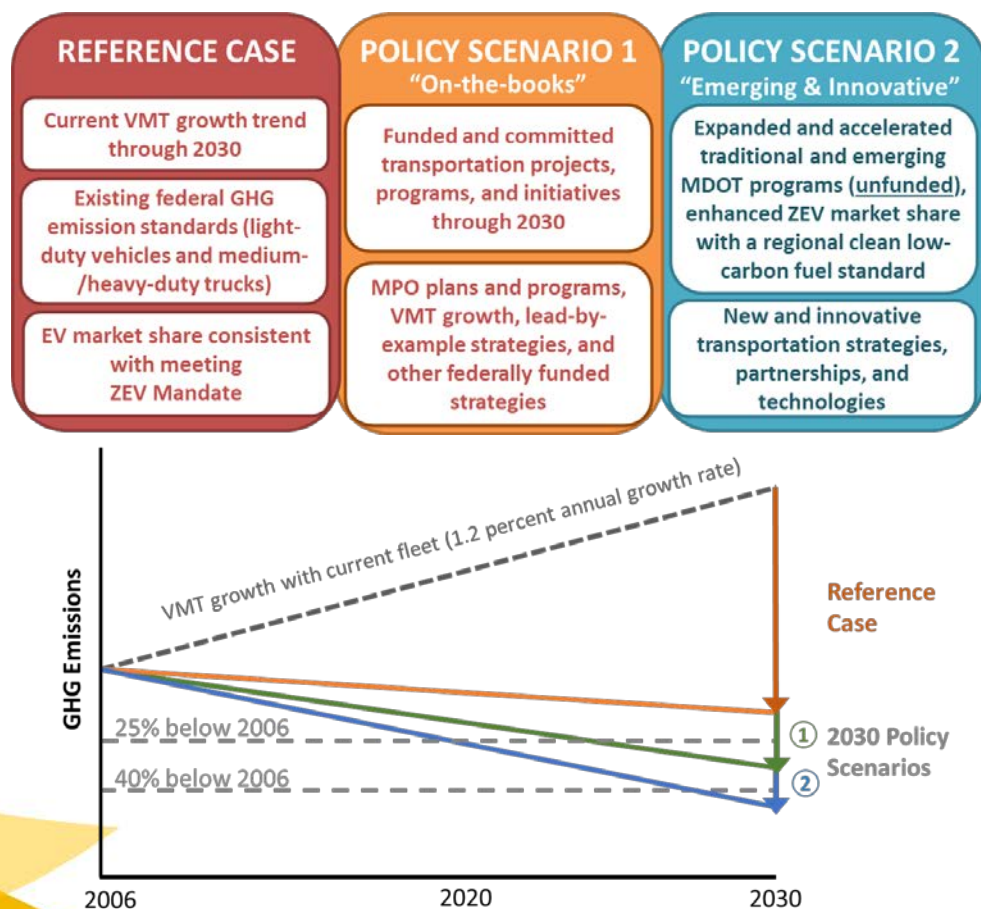 REFERENCE CASE
Current VMT growth trend
through 2030
Existing federal GHG
emission standards (light-
duty vehicles and medium-
/heavy-duty trucks)
EV market share consistent
with meeting
ZEV Mandate
POLICY SCENARIO 1
“On-the-books”
Funded and committed
transportation projects,
programs, and initiatives
through 2030
MPO plans and programs,
VMT growth, lead-by-
example strategies, and
other federally funded
strategies
POLICY SCENARIO 2
“Emerging & Innovative”
Expanded and accelerated
traditional and emerging
MDOT programs (unfunded),
enhanced ZEV market share
with a regional clean low-
carbon fuel standard
New and innovative
transportation strategies,
partnerships, and
technologies
GHG Emissions
VMT growth with current fleet (1.2 percent annual growth rate)
Reference
Case
25% below 2006
40% below 2006
① 2030 Policy
Scenarios
②
2006
2020
2030